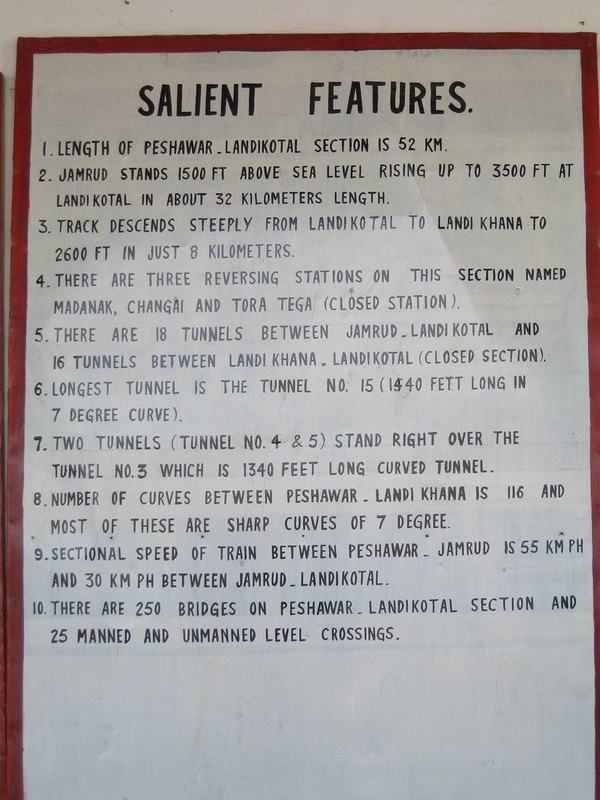 SALIENT FEATURES.
1. LENGTH OF PESHAWAR_LANDIKOTAL SECTION IS 52 KM.
2. JAMRUD STANDS 1500 FT ABOVE SEA LEVEL RISING UP TO 3500 FT AT
LANDIKOTAL IN ABOUT 32 KILOMETERS LENGTH.
3. TRACK DESCENDS STEEPLY FROM LANDIKOTAL TO LANDI KHANA TO
2600 FT IN JUST 8 KILOMETERS.
4. THERE ARE THREE REVERSING STATIONS ON THIS SECTION NAMED
MADANAK, CHANGAI AND TORA TEGA (CLOSED STATION).
5. THERE ARE 18 TUNNELS BETWEEN JAMRUD_LANDIKOTAL AND
16 TUNNELS BETWEEN LANDI KHANA_LANDIKOTAL (CLOSED SECTION).
6. LONGEST TUNNEL IS THE TUNNEL NO. 15 (1440 FETT LONG IN
7 DEGREE CURVE).
7. TWO TUNNELS (TUNNEL NO. 4 & 5) STAND RIGHT OVER THE
TUNNEL NO.3 WHICH IS 1340 FEET LONG CURVED TUNNEL.
8. NUMBER OF CURVES BETWEEN PESHAWAR_LANDI KHANA IS 116 AND
MOST OF THESE ARE SHARP CURVES OF 7 DEGREE.
9. SECTIONAL SPEED OF TRAIN BETWEEN PESHAWAR_JAMRUD IS 55 KM PH
AND 30 KM PH BETWEEN JAMRUD_LANDIKOTAL.
10. THERE ARE 250 BRIDGES ON PESHAWAR_LANDIKOTAL SECTION AND
25 MANNED AND UNMANNED LEVEL CROSSINGS.